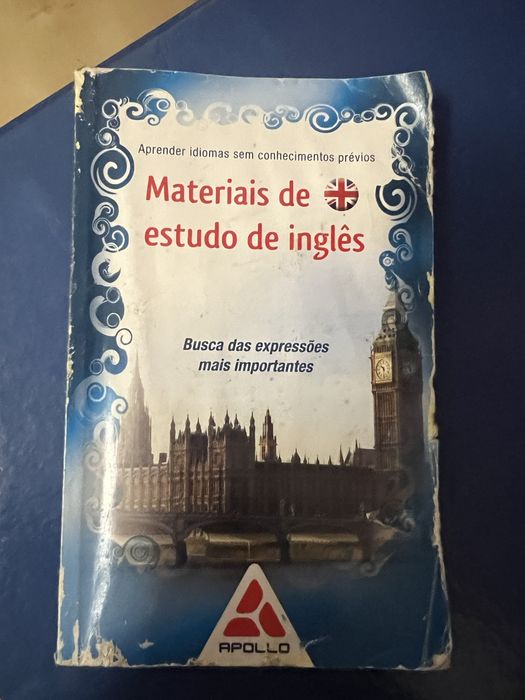 Aprender idiomas sem conhecimentos prévios
Materiais de
estudo de inglês
Busca das expressões
mais importantes
APOLLO